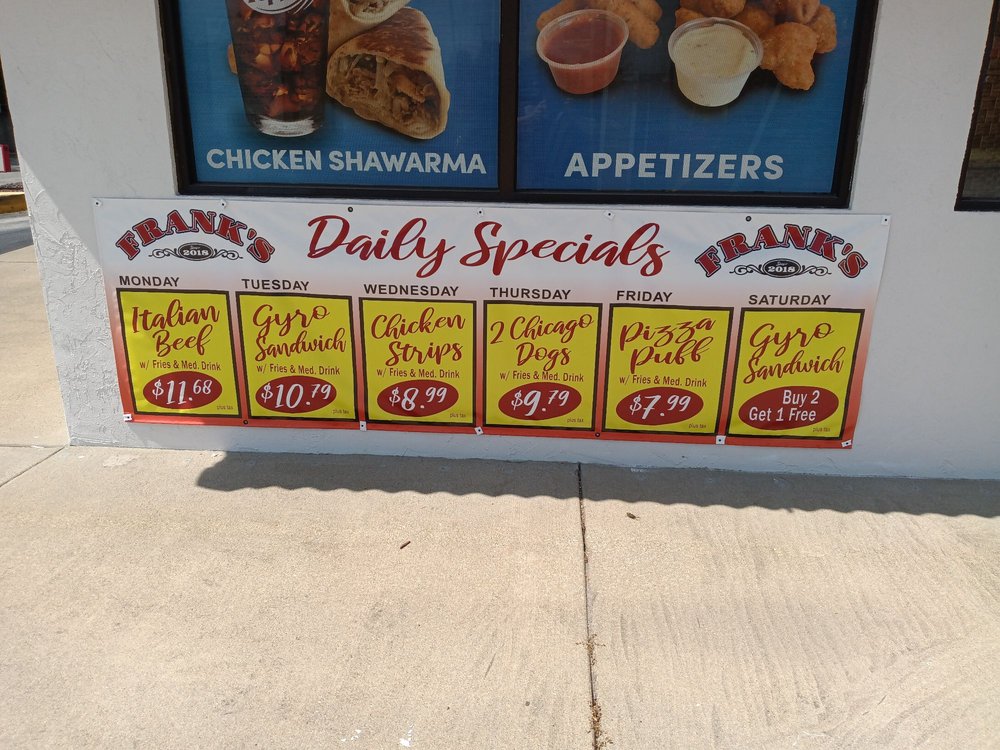 CHICKEN SHAWARMA
APPETIZERS
FRANK'S
Since
2018
Daily Specials
FRANK'S
Since
2018
MONDAY
Italian
Beef
w/ Fries & Med. Drink
$11.68
plus tax
TUESDAY
Gyro
Sandwich
w/ Fries & Med. Drink
$10.79
plus tax
WEDNESDAY
Chicken
Strips
w/ Fries & Med. Drink
$8.99
plus tax
THURSDAY
2 Chicago
Dogs
w/ Fries & Med. Drink
$9.79
plus tax
FRIDAY
Pizza
Puff
w/ Fries & Med. Drink
$7.99
plus tax
SATURDAY
Gyro
Sandwich
Buy 2
Get 1 Free
plus tax